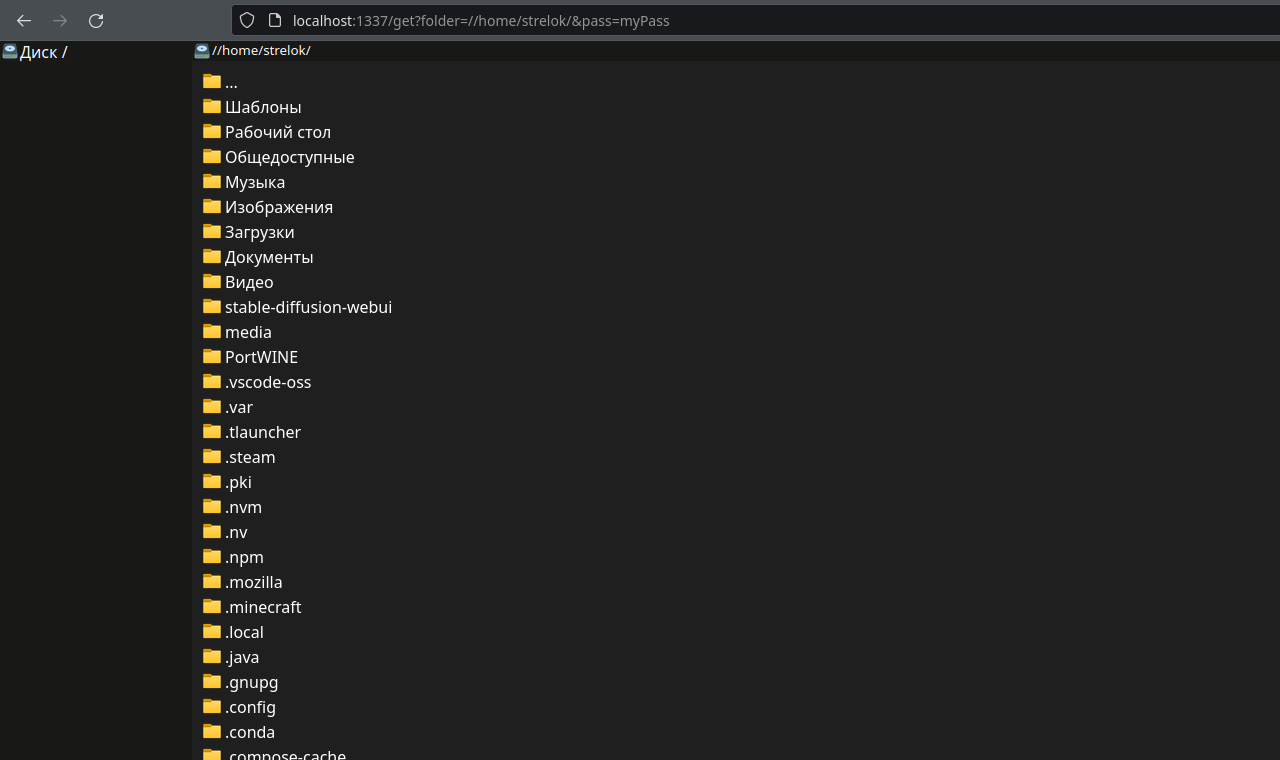 localhost:1337/get?folder=//home/strelok/&pass=myPass
Диск /
//home/strelok/
...
Шаблоны
Рабочий стол
Общедоступные
Музыка
Изображения
Загрузки
Документы
Видео
stable-diffusion-webui
media
PortWINE
.vscode-oss
.var
.tlauncher
.steam
.pki
.nvm
.nv
.npm
.mozilla
.minecraft
.local
.java
.gnupg
.config
.conda
.compose-cache